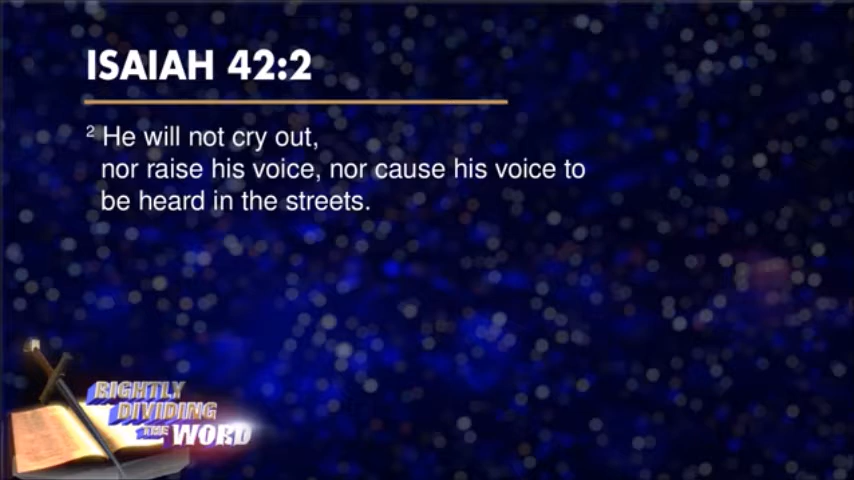 ISAIAH 42:2
² He will not cry out,
nor raise his voice, nor cause his voice to
be heard in the streets.
RIGHTLY
DIVIDING
THE WORD